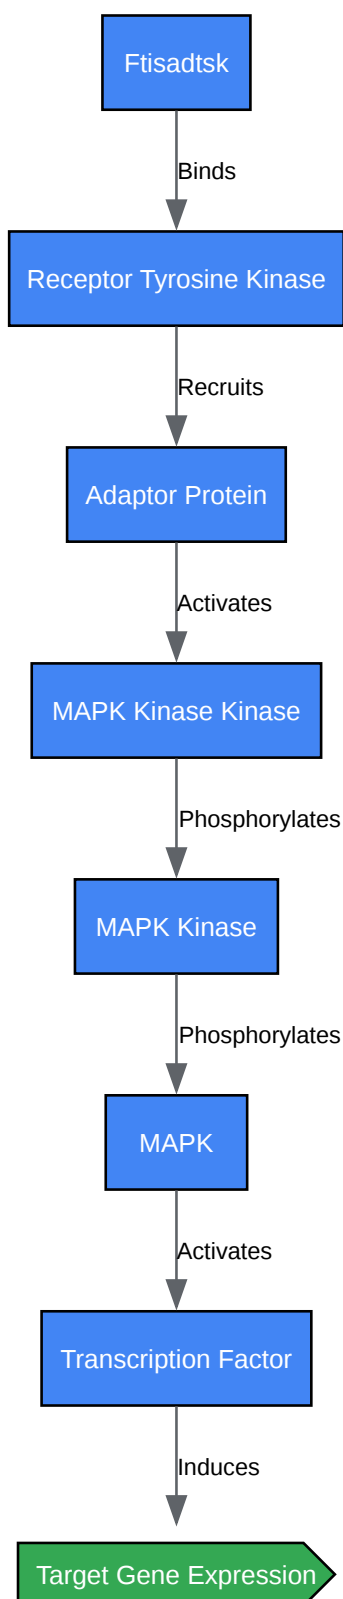 Ftisadtsk
Binds
Receptor Tyrosine Kinase
Recruits
Adaptor Protein
Activates
MAPK Kinase Kinase
Phosphorylates
MAPK Kinase
Phosphorylates
MAPK
Activates
Transcription Factor
Induces
Target Gene Expression